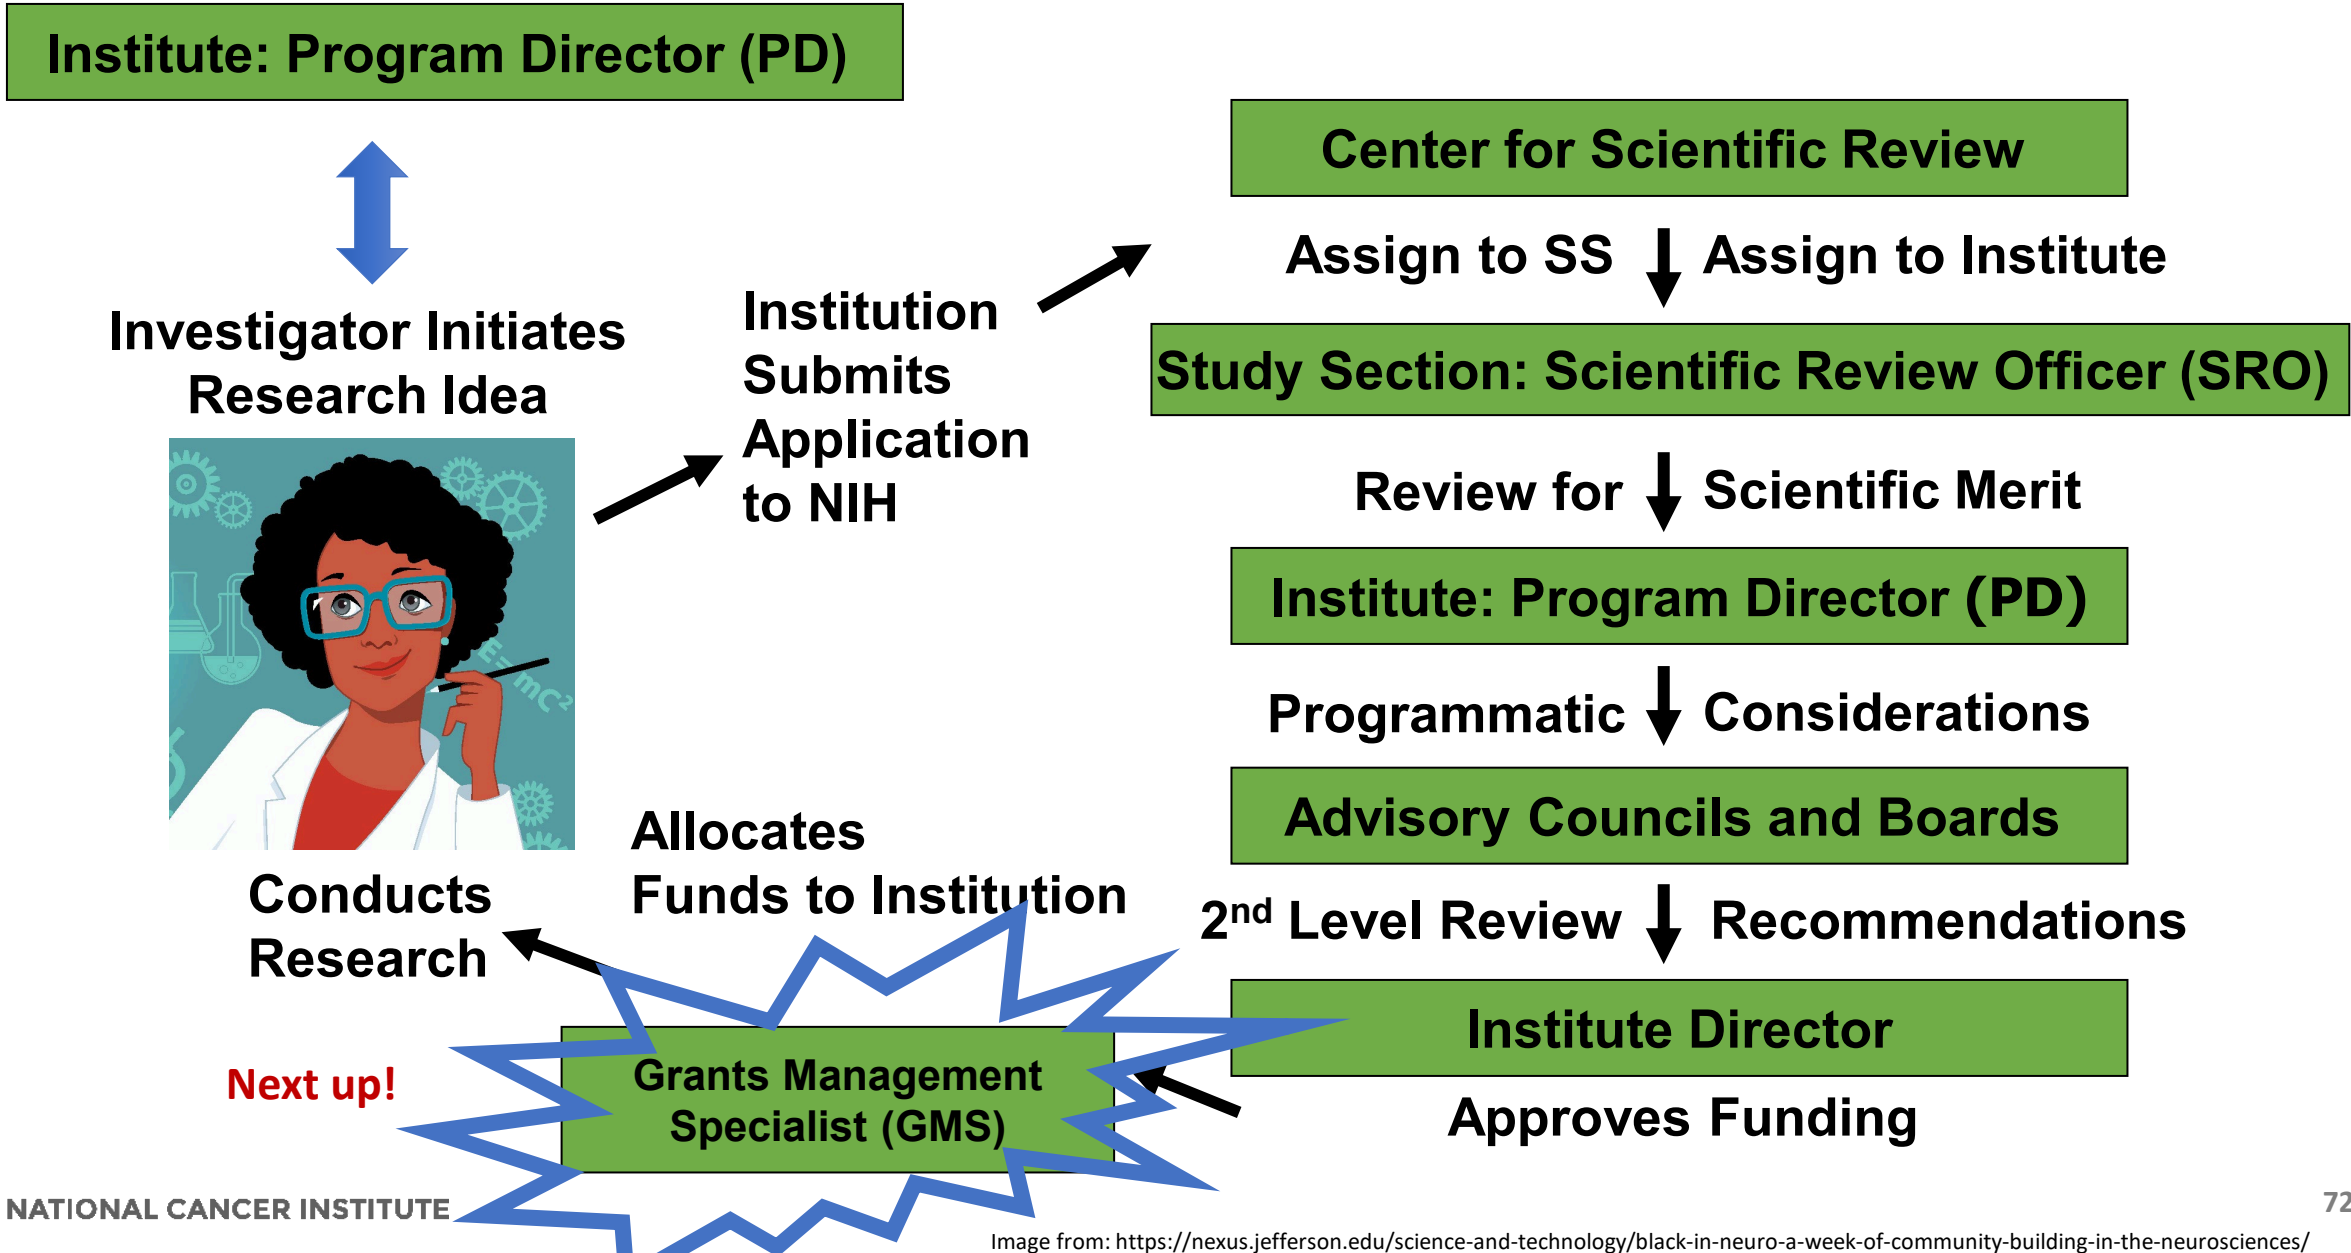 Institute: Program Director (PD)
Investigator Initiates
Research Idea
E=mc²
Institution
Submits
Application
to NIH
Center for Scientific Review
Assign to SS Assign to Institute
Study Section: Scientific Review Officer (SRO)
Review for Scientific Merit
Institute: Program Director (PD)
Programmatic Considerations
Advisory Councils and Boards
2nd Level Review Recommendations
Institute Director
Approves Funding
Allocates
Funds to Institution
Grants Management
Specialist (GMS)
Conducts
Research
Next up!
NATIONAL CANCER INSTITUTE
72
Image from: https://nexus.jefferson.edu/science-and-technology/black-in-neuro-a-week-of-community-building-in-the-neurosciences/